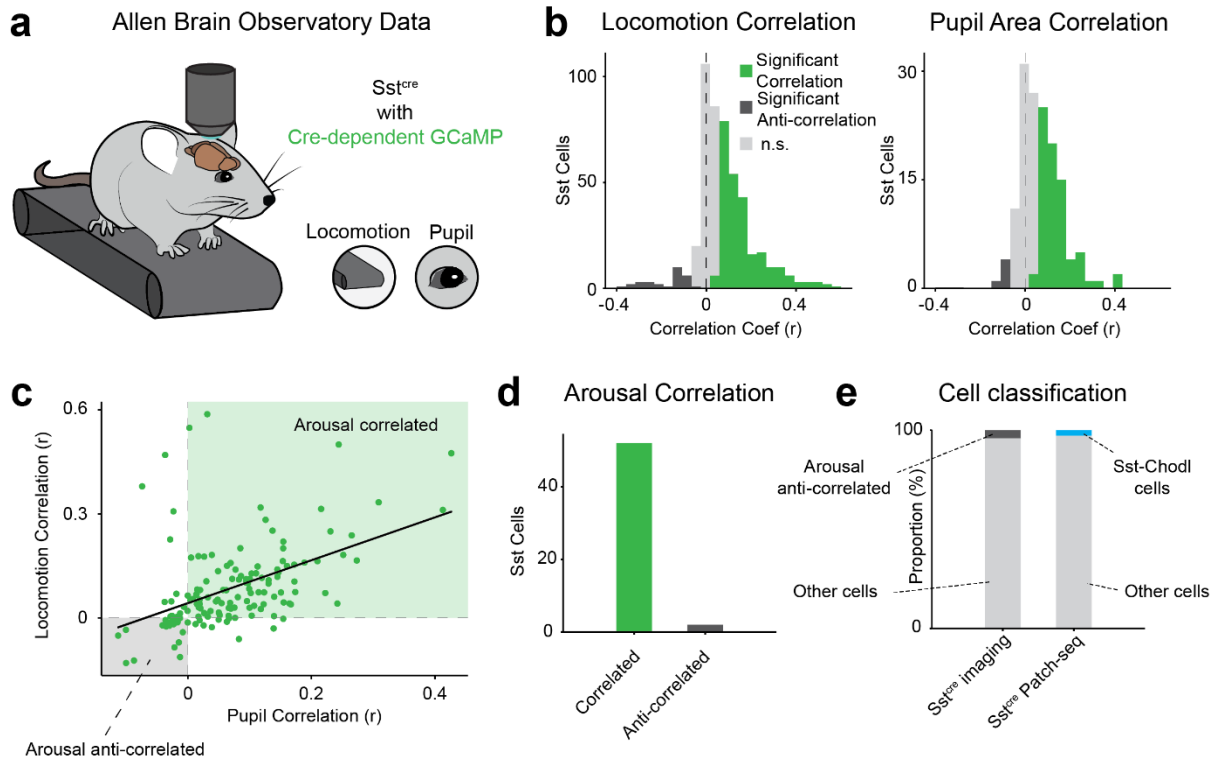 a
Allen Brain Observatory Data
Sst^cre
with
Cre-dependent GCaMP
Locomotion
Pupil
b
Locomotion Correlation
Significant
Correlation
Significant
Anti-correlation
n.s.
Sst Cells
100
50
0
-0.4
0
0.4
Correlation Coef (r)
Pupil Area Correlation
Sst Cells
30
15
0
-0.4
0
0.4
Correlation Coef (r)
c
Locomotion Correlation (r)
0.6
0.3
0
Arousal correlated
0
0.2
0.4
Pupil Correlation (r)
Arousal anti-correlated
d
Arousal Correlation
Sst Cells
40
20
0
Correlated
Anti-correlated
e
Cell classification
Proportion (%)
100
0
Arousal
anti-correlated
Other cells
Sst-Chodl
cells
Other cells
Sst^cre imaging
Sst^cre Patch-seq